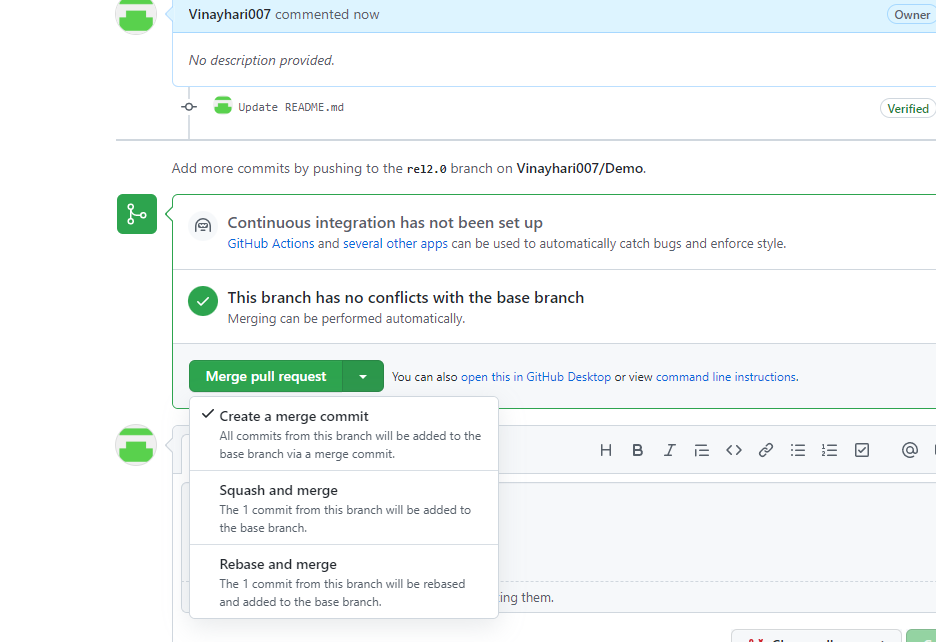 Vinayhari007 commented now
Owner
No description provided.
Update README.md
Verified
Add more commits by pushing to the rel2.0 branch on Vinayhari007/Demo.
Continuous integration has not been set up
GitHub Actions and several other apps can be used to automatically catch bugs and enforce style.
This branch has no conflicts with the base branch
Merging can be performed automatically.
Merge pull request
You can also open this in GitHub Desktop or view command line instructions.
Create a merge commit
All commits from this branch will be added to the
base branch via a merge commit.
Squash and merge
The 1 commit from this branch will be added to
the base branch.
Rebase and merge
The 1 commit from this branch will be rebased
and added to the base branch.
H B I <> @
them.